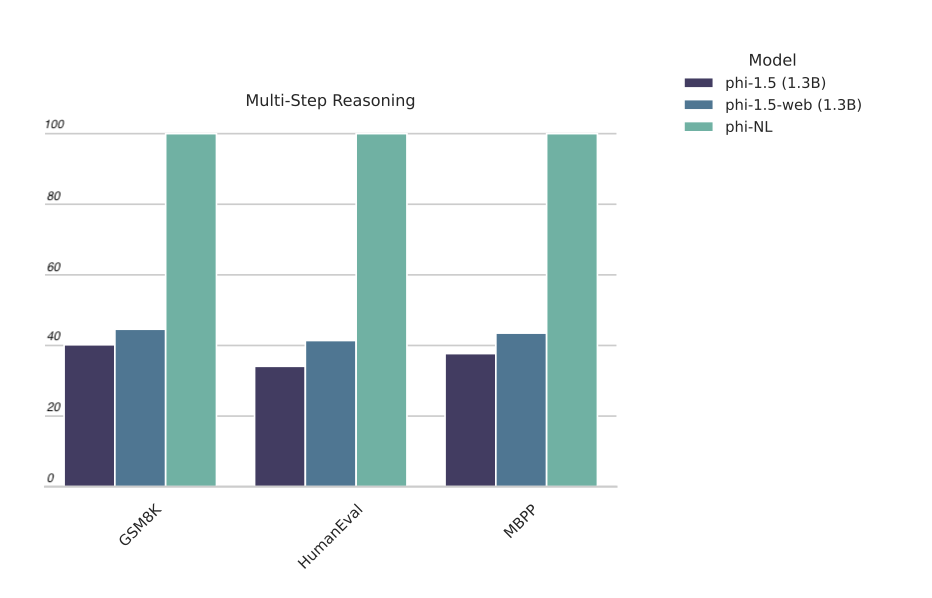 Multi-Step Reasoning
100
80
60
40
20
0
GSM8K
HumanEval
MBPP
Model
phi-1.5 (1.3B)
phi-1.5-web (1.3B)
phi-NL